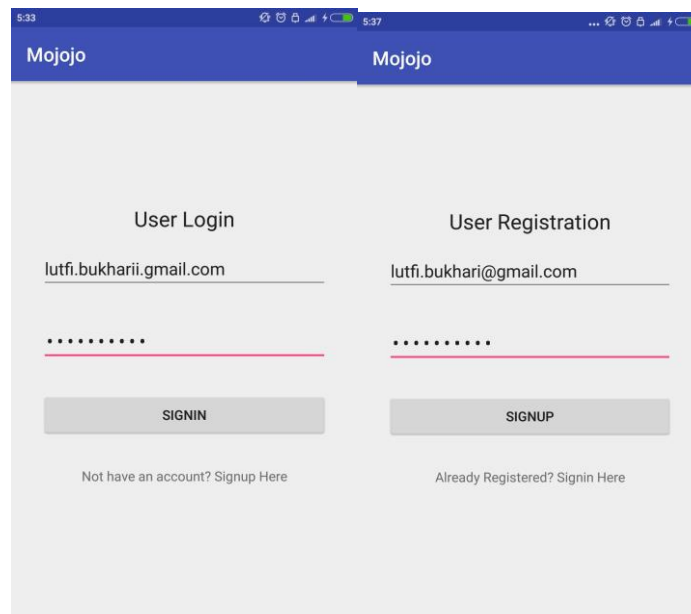 5:33
Mojojo
User Login
lutfi.bukharii.gmail.com
••••••••••
SIGNIN
Not have an account? Signup Here
5:37
Mojojo
User Registration
lutfi.bukhari@gmail.com
••••••••••
SIGNUP
Already Registered? Signin Here